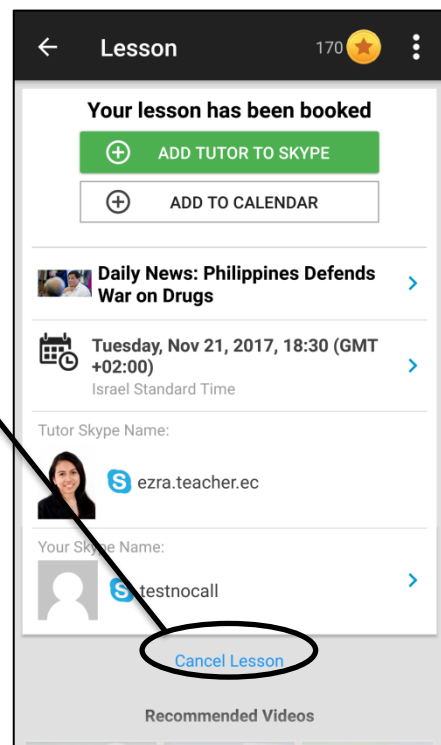 Lesson 170
Your lesson has been booked
ADD TUTOR TO SKYPE
ADD TO CALENDAR
Daily News: Philippines Defends
War on Drugs
Tuesday, Nov 21, 2017, 18:30 (GMT
+02:00)
Israel Standard Time
Tutor Skype Name:
ezra.teacher.ec
Your Skype Name:
testnocall
Cancel Lesson
Recommended Videos